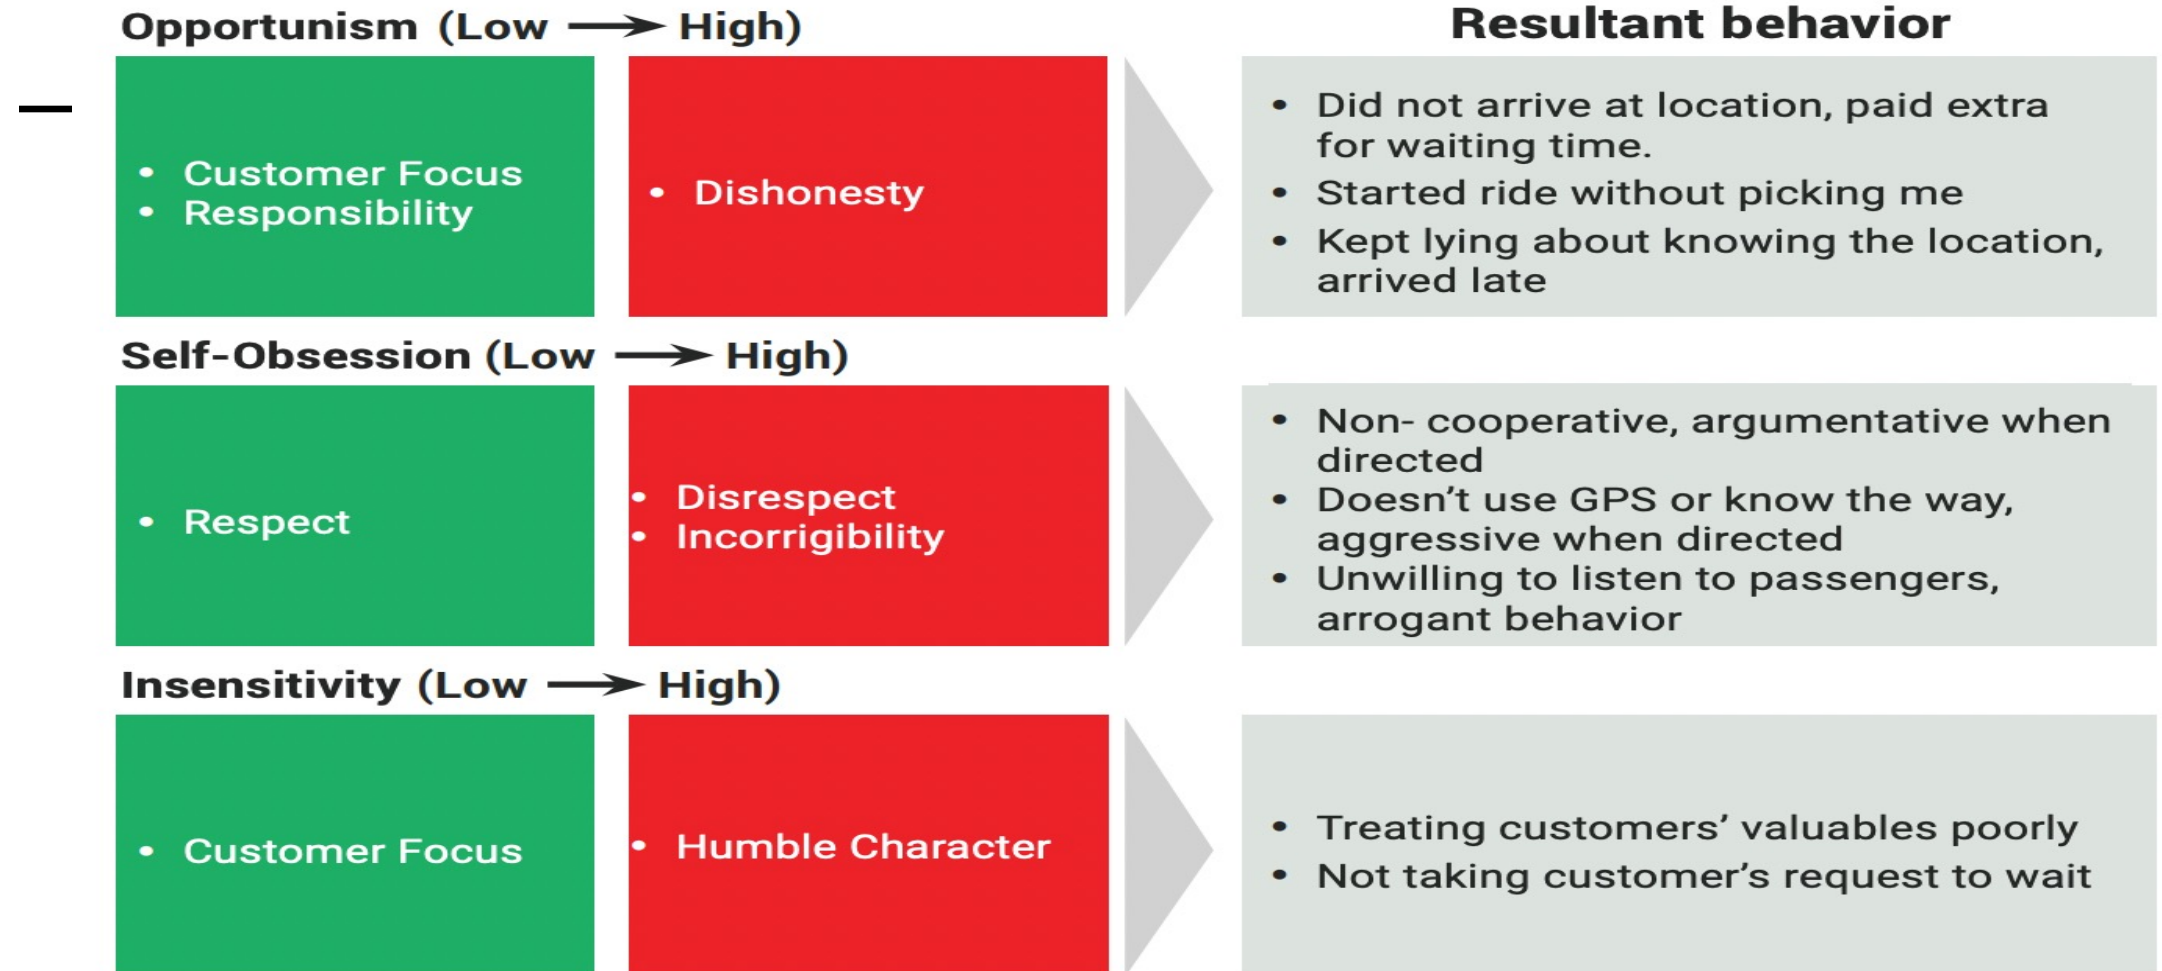 Opportunism (Low → High)
Resultant behavior
• Customer Focus
• Responsibility
• Dishonesty
• Did not arrive at location, paid extra
for waiting time.
• Started ride without picking me
• Kept lying about knowing the location,
arrived late
Self-Obsession (Low → High)
• Respect
• Disrespect
• Incorrigibility
• Non- cooperative, argumentative when
directed
• Doesn’t use GPS or know the way,
aggressive when directed
• Unwilling to listen to passengers,
arrogant behavior
Insensitivity (Low → High)
• Customer Focus
• Humble Character
• Treating customers’ valuables poorly
• Not taking customer’s request to wait